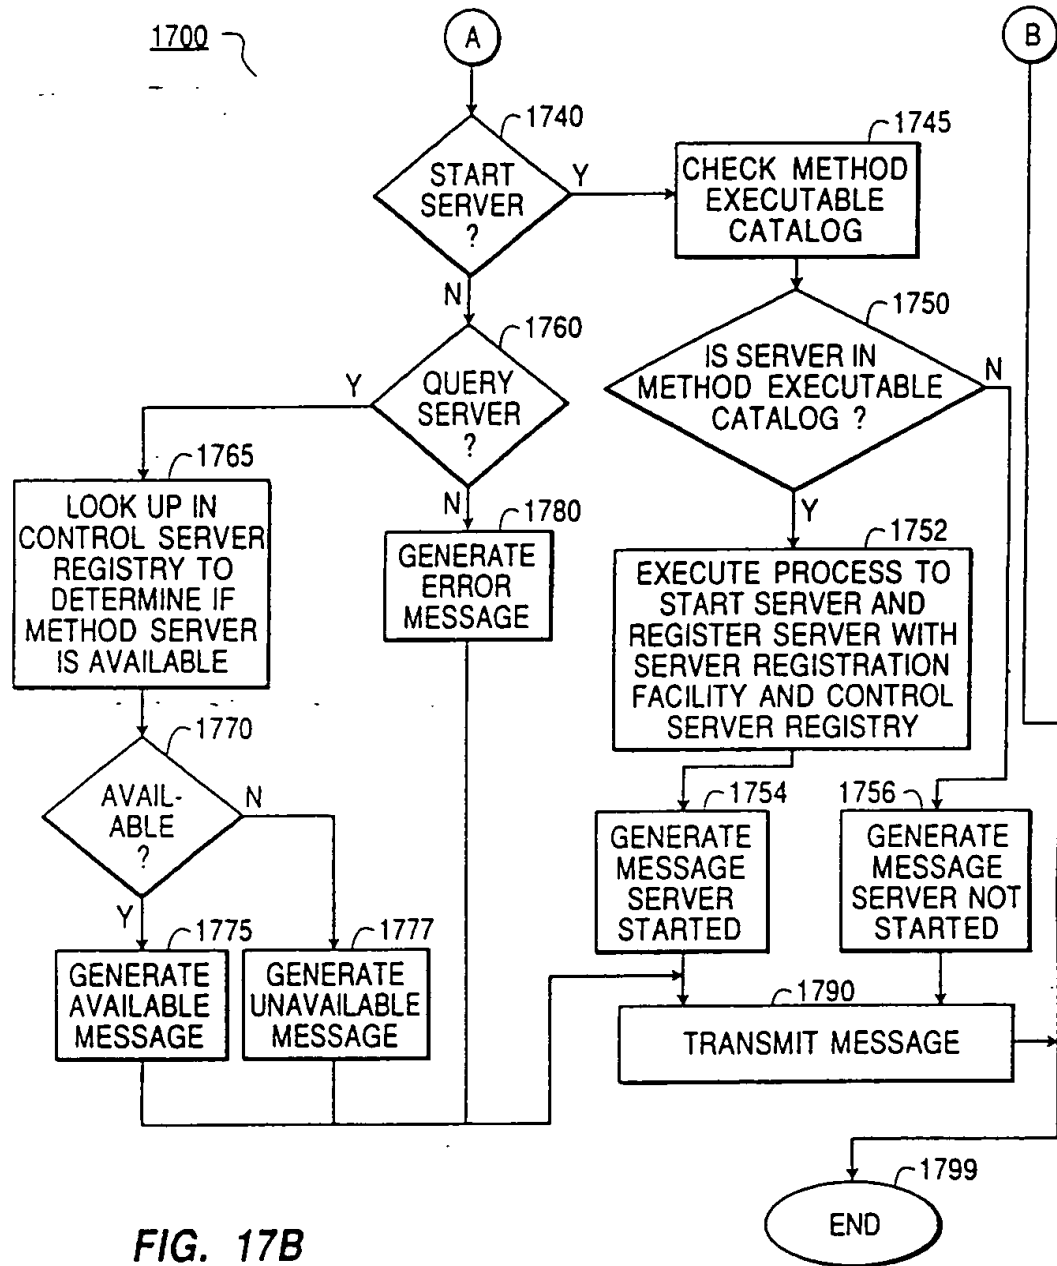 1700
A
B
1740
START
SERVER
?
Y
N
1745
CHECK METHOD
EXECUTABLE
CATALOG
1750
IS SERVER IN
METHOD EXECUTABLE
CATALOG ?
N
Y
1760
QUERY
SERVER
?
Y
N
1765
LOOK UP IN
CONTROL SERVER
REGISTRY TO
DETERMINE IF
METHOD SERVER
IS AVAILABLE
1780
GENERATE
ERROR
MESSAGE
1752
EXECUTE PROCESS TO
START SERVER AND
REGISTER SERVER WITH
SERVER REGISTRATION
FACILITY AND CONTROL
SERVER REGISTRY
1770
AVAIL-
ABLE
?
N
Y
1754
GENERATE
MESSAGE
SERVER
STARTED
1756
GENERATE
MESSAGE
SERVER NOT
STARTED
1775
GENERATE
AVAILABLE
MESSAGE
1777
GENERATE
UNAVAILABLE
MESSAGE
1790
TRANSMIT MESSAGE
1799
END
FIG. 17B